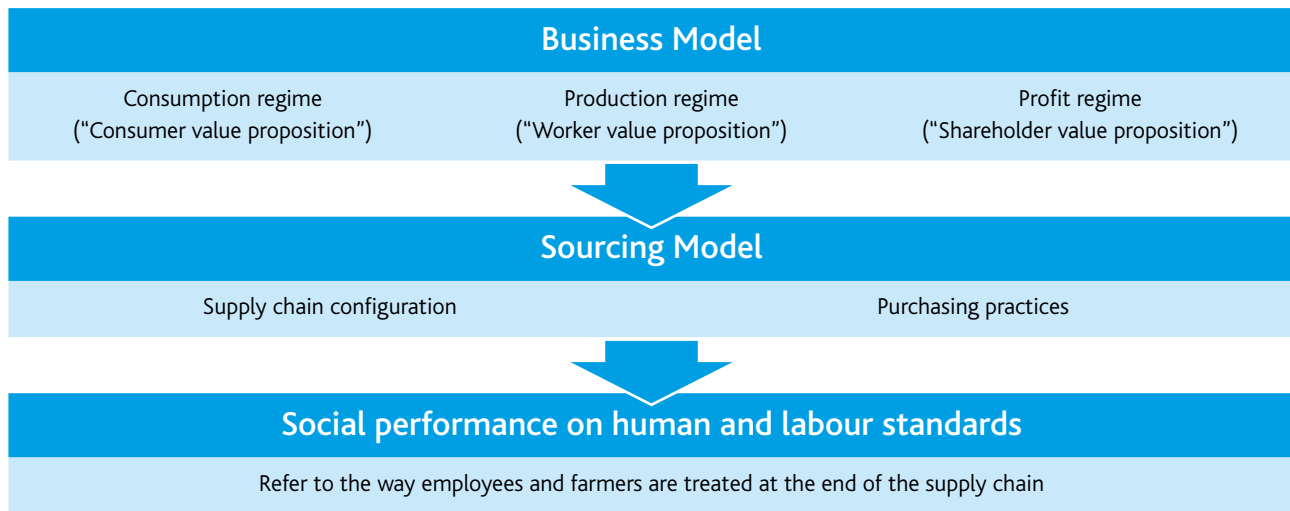 Business Model
Consumption regime
(“Consumer value proposition”)
Production regime
(“Worker value proposition”)
Profit regime
(“Shareholder value proposition”)
Sourcing Model
Supply chain configuration
Purchasing practices
Social performance on human and labour standards
Refer to the way employees and farmers are treated at the end of the supply chain